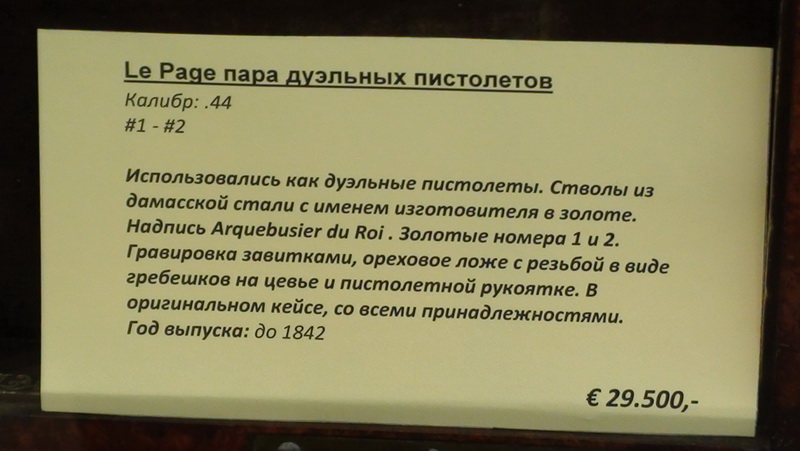 Le Page пара дуэльных пистолетов
Калибр: .44
#1 - #2
Использовались как дуэльные пистолеты. Стволы из
дамасской стали с именем изготовителя в золоте.
Надпись Arquebusier du Roi . Золотые номера 1 и 2.
Гравировка завитками, ореховое ложе с резьбой в виде
гребешков на цевье и пистолетной рукоятке. В
оригинальном кейсе, со всеми принадлежностями.
Год выпуска: до 1842
€ 29.500,-